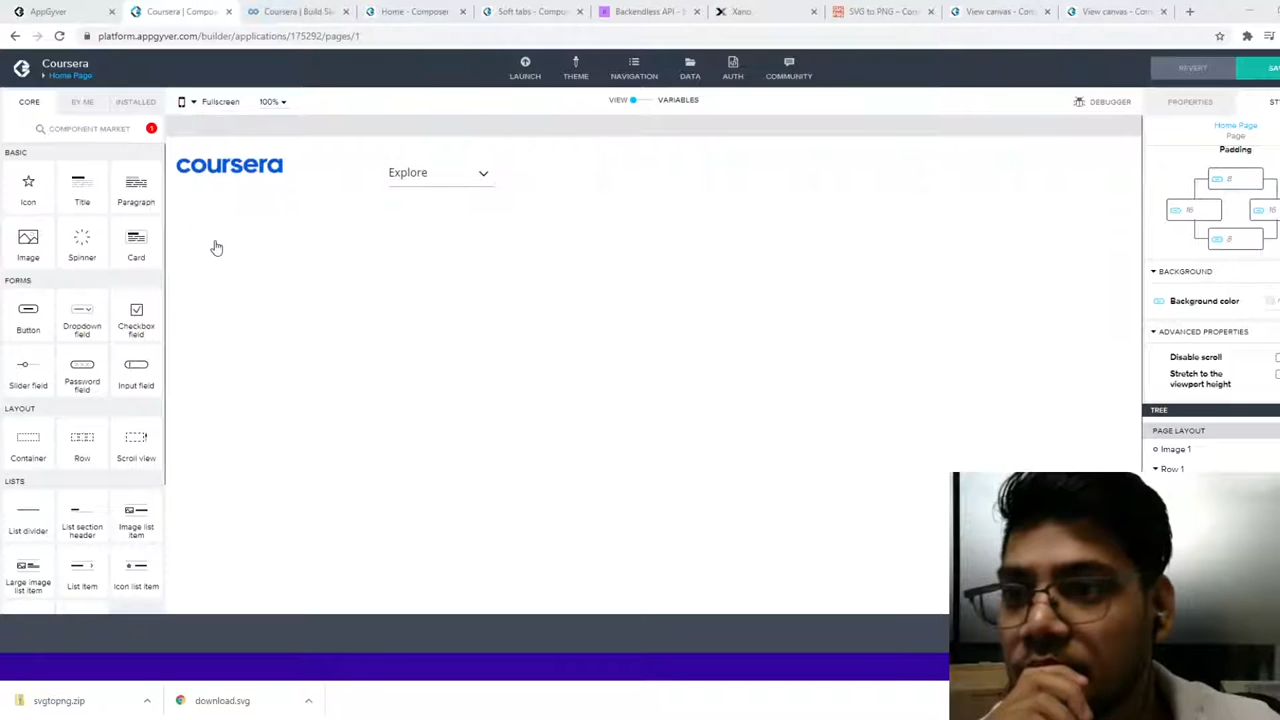 AppGyver
Coursera | Compo
Coursera | Build Sk
Home - Composer
Soft tabs - Compo
Backendless API -
Xano
SVG to PNG – Con
View canvas - Com
View canvas - Com
platform.appgyver.com/builder/applications/175292/pages/1
Coursera
Home Page
LAUNCH
THEME
NAVIGATION
DATA
AUTH
COMMUNITY
REVERT
CORE
BY ME
INSTALLED
Fullscreen
100%
VIEW
VARIABLES
DEBUGGER
PROPERTIES
COMPONENT MARKET
1
BASIC
Icon
Title
Paragraph
Image
Spinner
Card
FORMS
Button
Dropdown field
Checkbox field
Slider field
Password field
Input field
LAYOUT
Container
Row
Scroll view
LISTS
List divider
List section header
Image list item
Large image list item
List item
Icon list item
coursera
Explore
Home Page
Page
Padding
8
16
16
8
BACKGROUND
Background color
ADVANCED PROPERTIES
Disable scroll
Stretch to the viewport height
TREE
PAGE LAYOUT
Image 1
Row 1
svgtopng.zip
download.svg